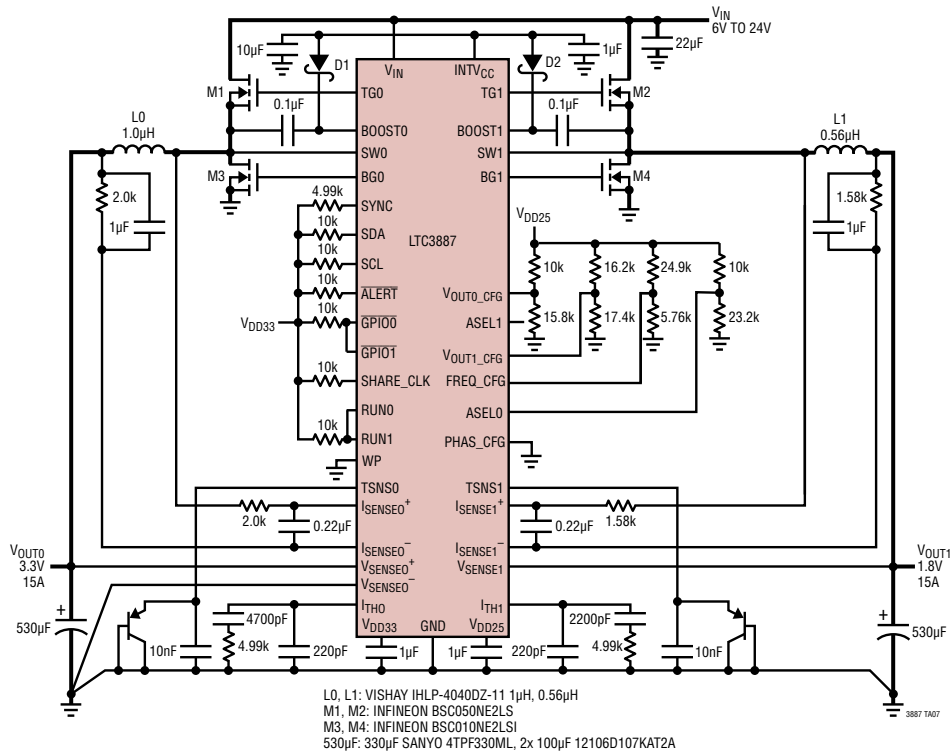 VIN
6V TO 24V
10µF
D1
VIN
INTVCC
D2
1µF
22µF
M1
TG0
TG1
M2
0.1µF
BOOST0
BOOST1
0.1µF
L0
1.0µH
SW0
SW1
L1
0.56µH
M3
BG0
BG1
M4
2.0k
1µF
4.99k
SYNC
10k
SDA
10k
SCL
10k
ALERT
10k
VDD33
GPIO0
GPIO1
10k
SHARE_CLK
RUN0
10k
RUN1
WP
LTC3887
VDD25
10k
16.2k
24.9k
10k
VOUT0_CFG
15.8k
17.4k
5.76k
23.2k
ASEL1
VOUT1_CFG
FREQ_CFG
ASEL0
PHAS_CFG
1.58k
1µF
TSNS0
TSNS1
ISENSE0+
ISENSE1+
2.0k
0.22µF
0.22µF
1.58k
ISENSE0−
ISENSE1−
VOUT0
3.3V
15A
VSENSE0+
VSENSE1
VOUT1
1.8V
15A
VSENSE0−
ITH0
ITH1
VDD33
GND
VDD25
+
530µF
10nF
4700pF
4.99k
220pF
1µF
1µF
220pF
2200pF
4.99k
10nF
+
530µF
L0, L1: VISHAY IHLP-4040DZ-11 1µH, 0.56µH
M1, M2: INFINEON BSC050NE2LS
M3, M4: INFINEON BSC010NE2LSI
530µF: 330µF SANYO 4TPF330ML, 2x 100µF 12106D107KAT2A
3887 TA07